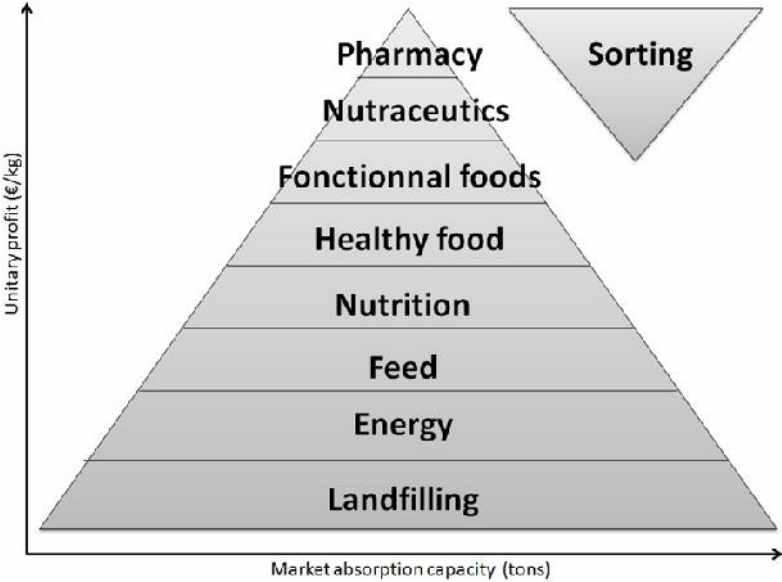 Pharmacy
Sorting
Nutraceutics
Fonctionnal foods
Healthy food
Nutrition
Feed
Energy
Landfilling
Unitary profit (€/kg)
Market absorption capacity (tons)